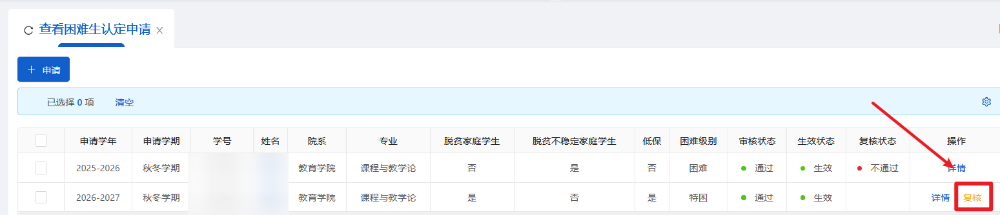 查看困难生认定申请
申请
已选择 0 项 清空
申请学年 申请学期 学号 姓名 院系 专业 脱贫家庭学生 脱贫不稳定家庭学生 低保 困难级别 审核状态 生效状态 复核状态 操作
2025-2026 秋冬学期 教育学院 课程与教学论 否 是 否 困难 通过 生效 不通过 详情
2026-2027 秋冬学期 教育学院 课程与教学论 是 否 是 特困 通过 生效 详情 复核